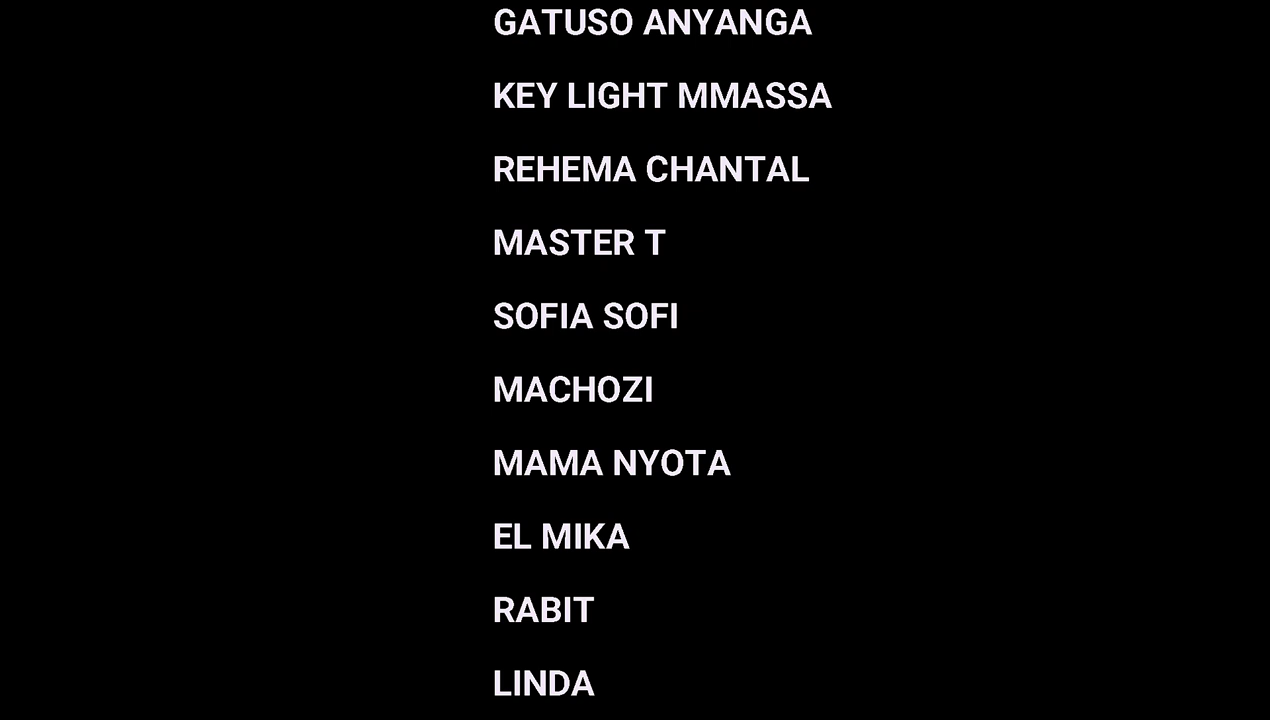 GATUSO ANYANGA
KEY LIGHT MMASSA
REHEMA CHANTAL
MASTER T
SOFIA SOFI
MACHOZI
MAMA NYOTA
EL MIKA
RABIT
LINDA